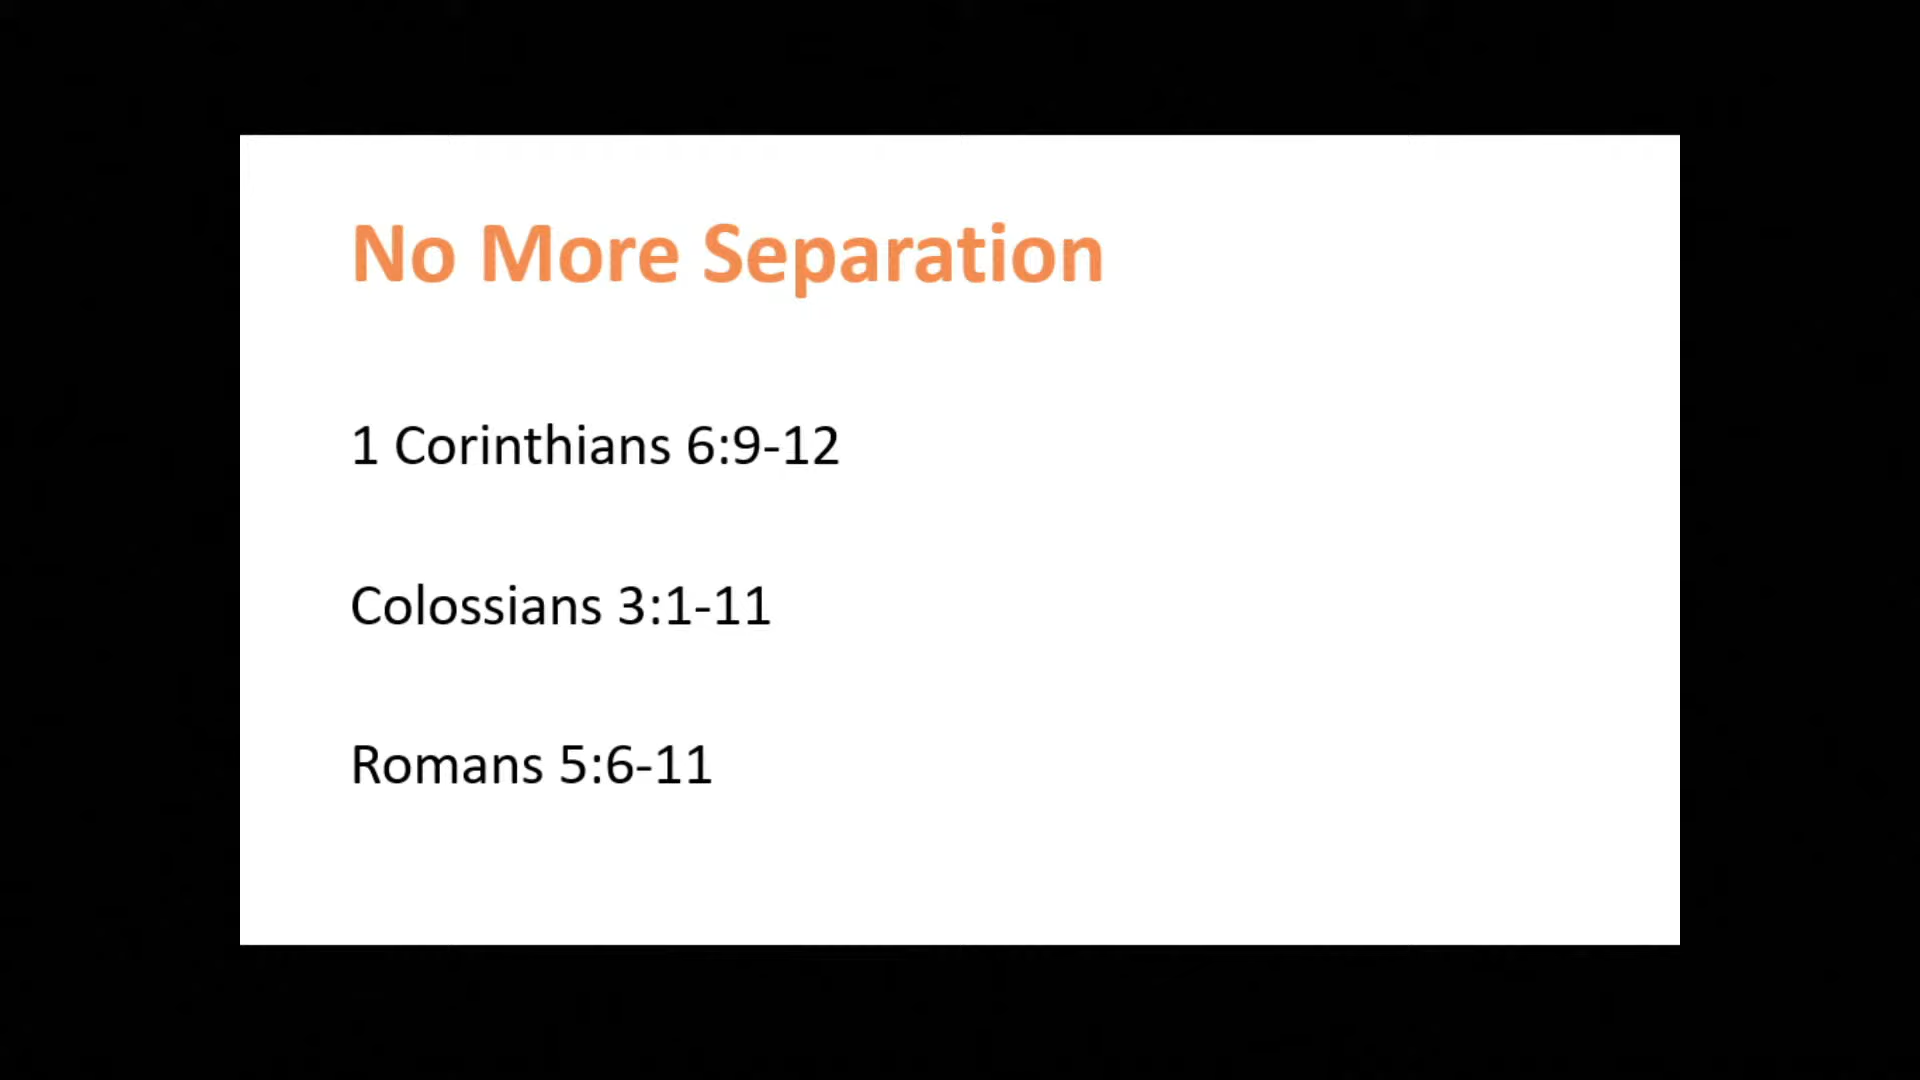 No More Separation
1 Corinthians 6:9-12
Colossians 3:1-11
Romans 5:6-11